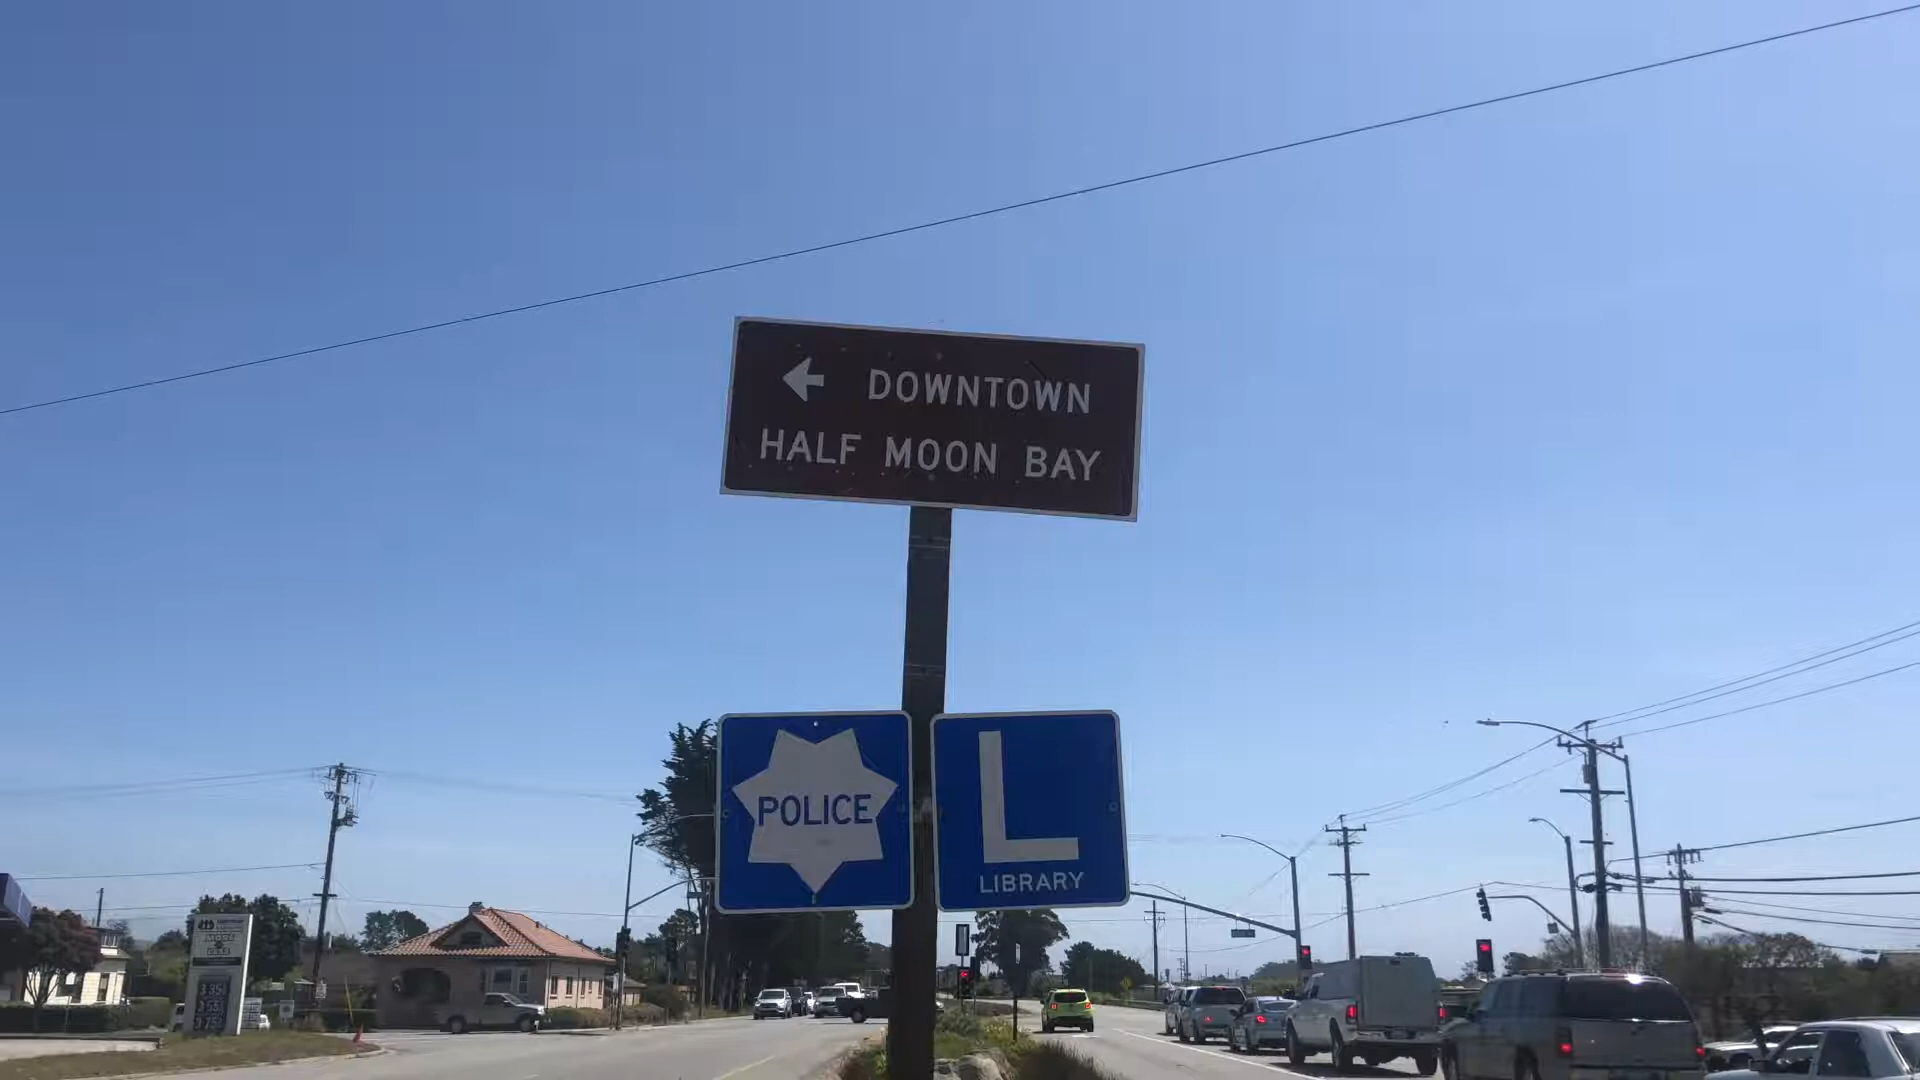 DOWNTOWN
HALF MOON BAY
POLICE
L
LIBRARY